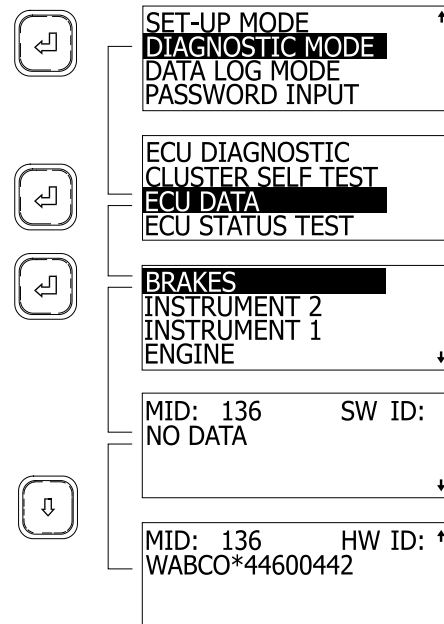 SET-UP MODE
DIAGNOSTIC MODE
DATA LOG MODE
PASSWORD INPUT
ECU DIAGNOSTIC
CLUSTER SELF TEST
ECU DATA
ECU STATUS TEST
BRAKES
INSTRUMENT 2
INSTRUMENT 1
ENGINE
MID: 136 SW ID:
NO DATA
MID: 136 HW ID:
WABCO*44600442